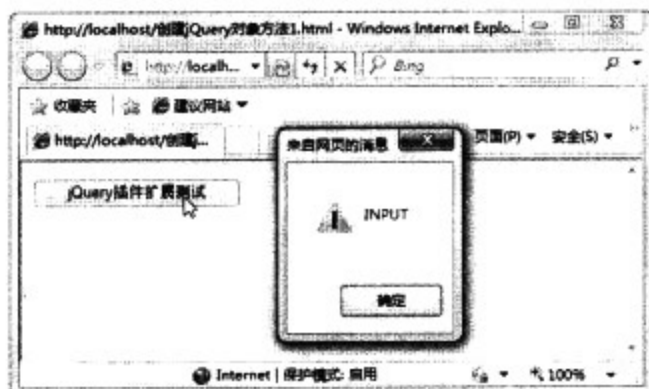 http://localhost/创建jQuery对象方法1.html - Windows Internet Explo...
http://localh...
Bing
收藏夹
建议网站
http://localhost/创建j...
页面(P)
安全(S)
来自网页的消息
jQuery插件扩展测试
INPUT
确定
Internet | 保护模式: 启用
100%